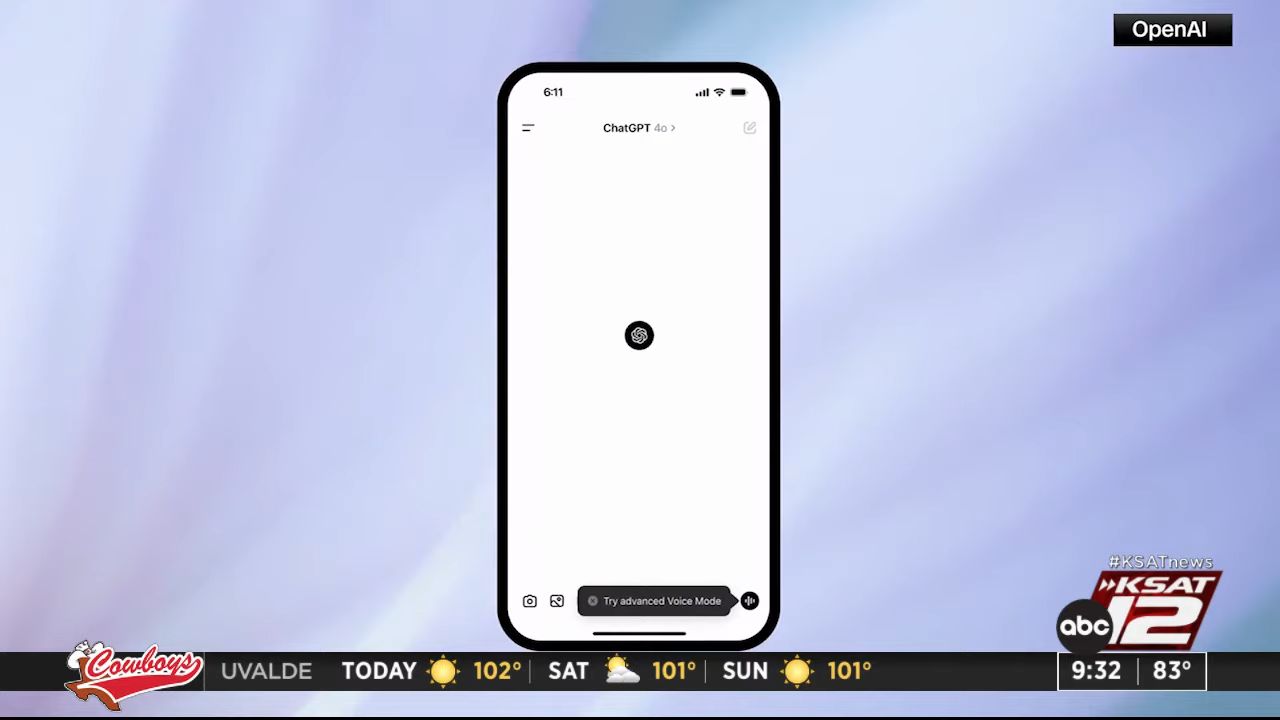 OpenAI
6:11
ChatGPT 4o >
Try advanced Voice Mode
#KSATnews
KSAT
abc 12
Cowboys
UVALDE TODAY 102° SAT 101° SUN 101°
9:32 83°